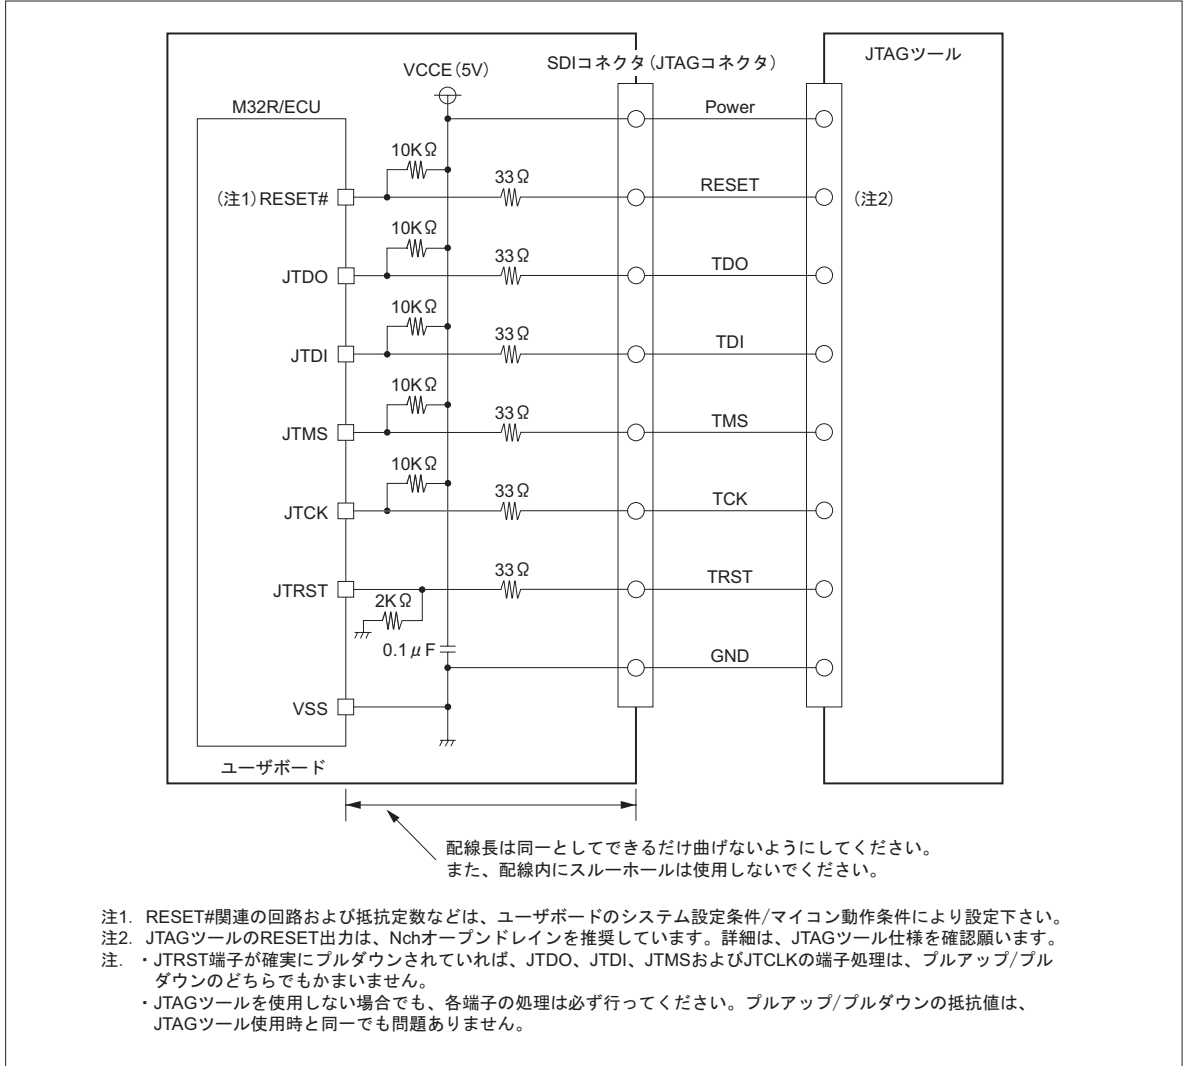 SDIコネクタ(JTAGコネクタ)
JTAGツール
VCCE(5V)
M32R/ECU
Power
10KΩ
33Ω
RESET
(注1)RESET#
(注2)
10KΩ
33Ω
TDO
JTDO
10KΩ
33Ω
TDI
JTDI
10KΩ
33Ω
TMS
JTMS
10KΩ
33Ω
TCK
JTCK
33Ω
TRST
JTRST
2KΩ
0.1μF
GND
VSS
ユーザボード
配線長は同一としてできるだけ曲げないようにしてください。
また、配線内にスルーホールは使用しないでください。
注1. RESET#関連の回路および抵抗定数などは、ユーザボードのシステム設定条件/マイコン動作条件により設定下さい。
注2. JTAGツールのRESET出力は、Nchオープンドレインを推奨しています。詳細は、JTAGツール仕様を確認願います。
注. ・JTRST端子が確実にプルダウンされていれば、JTDO、JTDI、JTMSおよびJTCLKの端子処理は、プルアップ/プル
ダウンのどちらでもかまいません。
・JTAGツールを使用しない場合でも、各端子の処理は必ず行ってください。プルアップ/プルダウンの抵抗値は、
JTAGツール使用時と同一でも問題ありません。